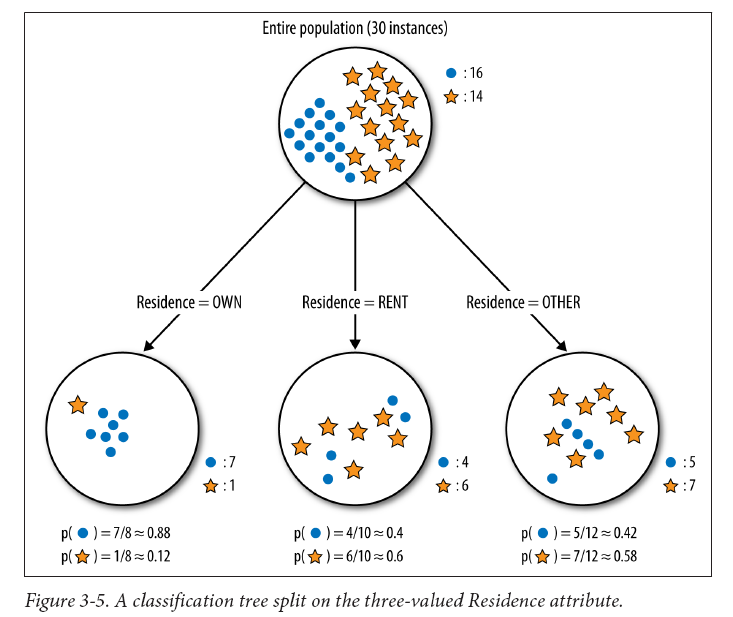 Entire population (30 instances)
: 16
: 14
Residence = OWN
Residence = RENT
Residence = OTHER
: 7
: 1
: 4
: 6
: 5
: 7
p( ) = 7/8 ≈ 0.88
p( ) = 1/8 ≈ 0.12
p( ) = 4/10 ≈ 0.4
p( ) = 6/10 ≈ 0.6
p( ) = 5/12 ≈ 0.42
p( ) = 7/12 ≈ 0.58
Figure 3-5. A classification tree split on the three-valued Residence attribute.